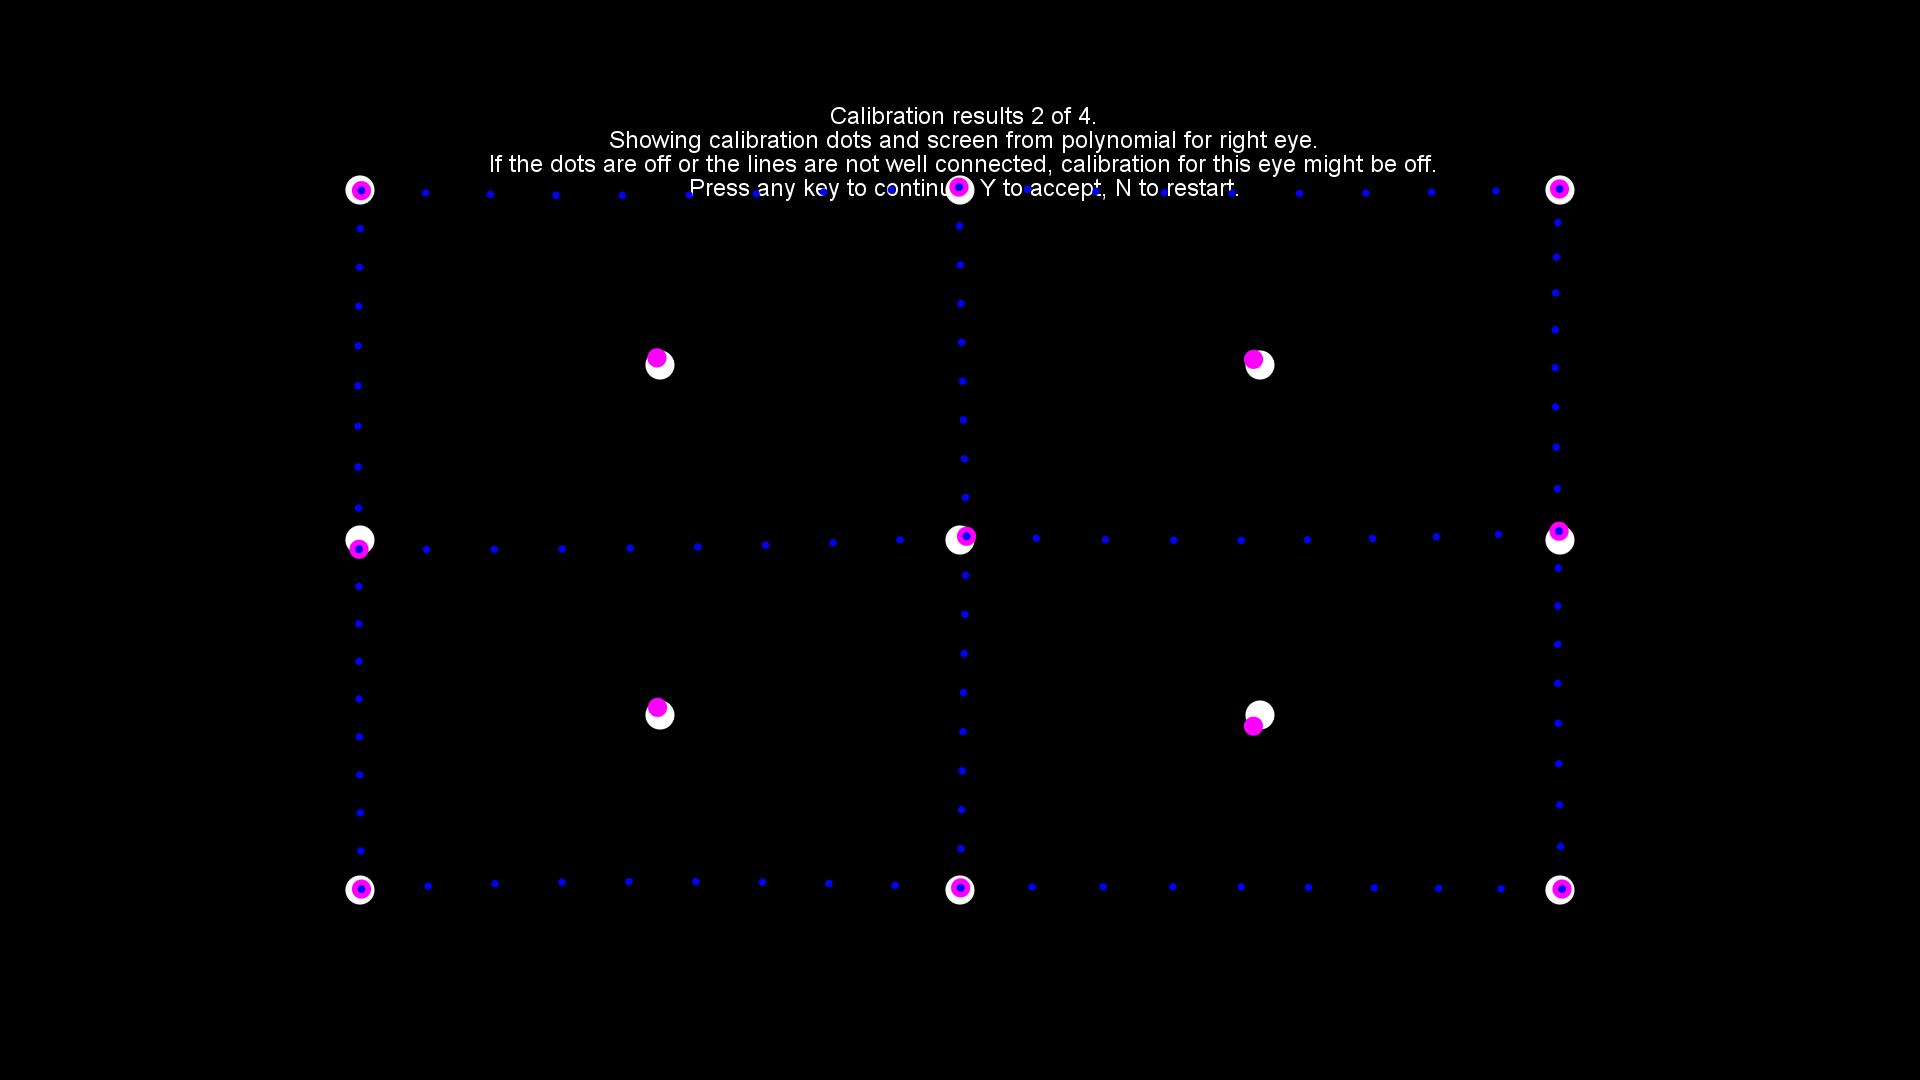 Calibration results 2 of 4.
Showing calibration dots and screen from polynomial for right eye.
If the dots are off or the lines are not well connected, calibration for this eye might be off.
Press any key to continu Y to accept, N to restart.